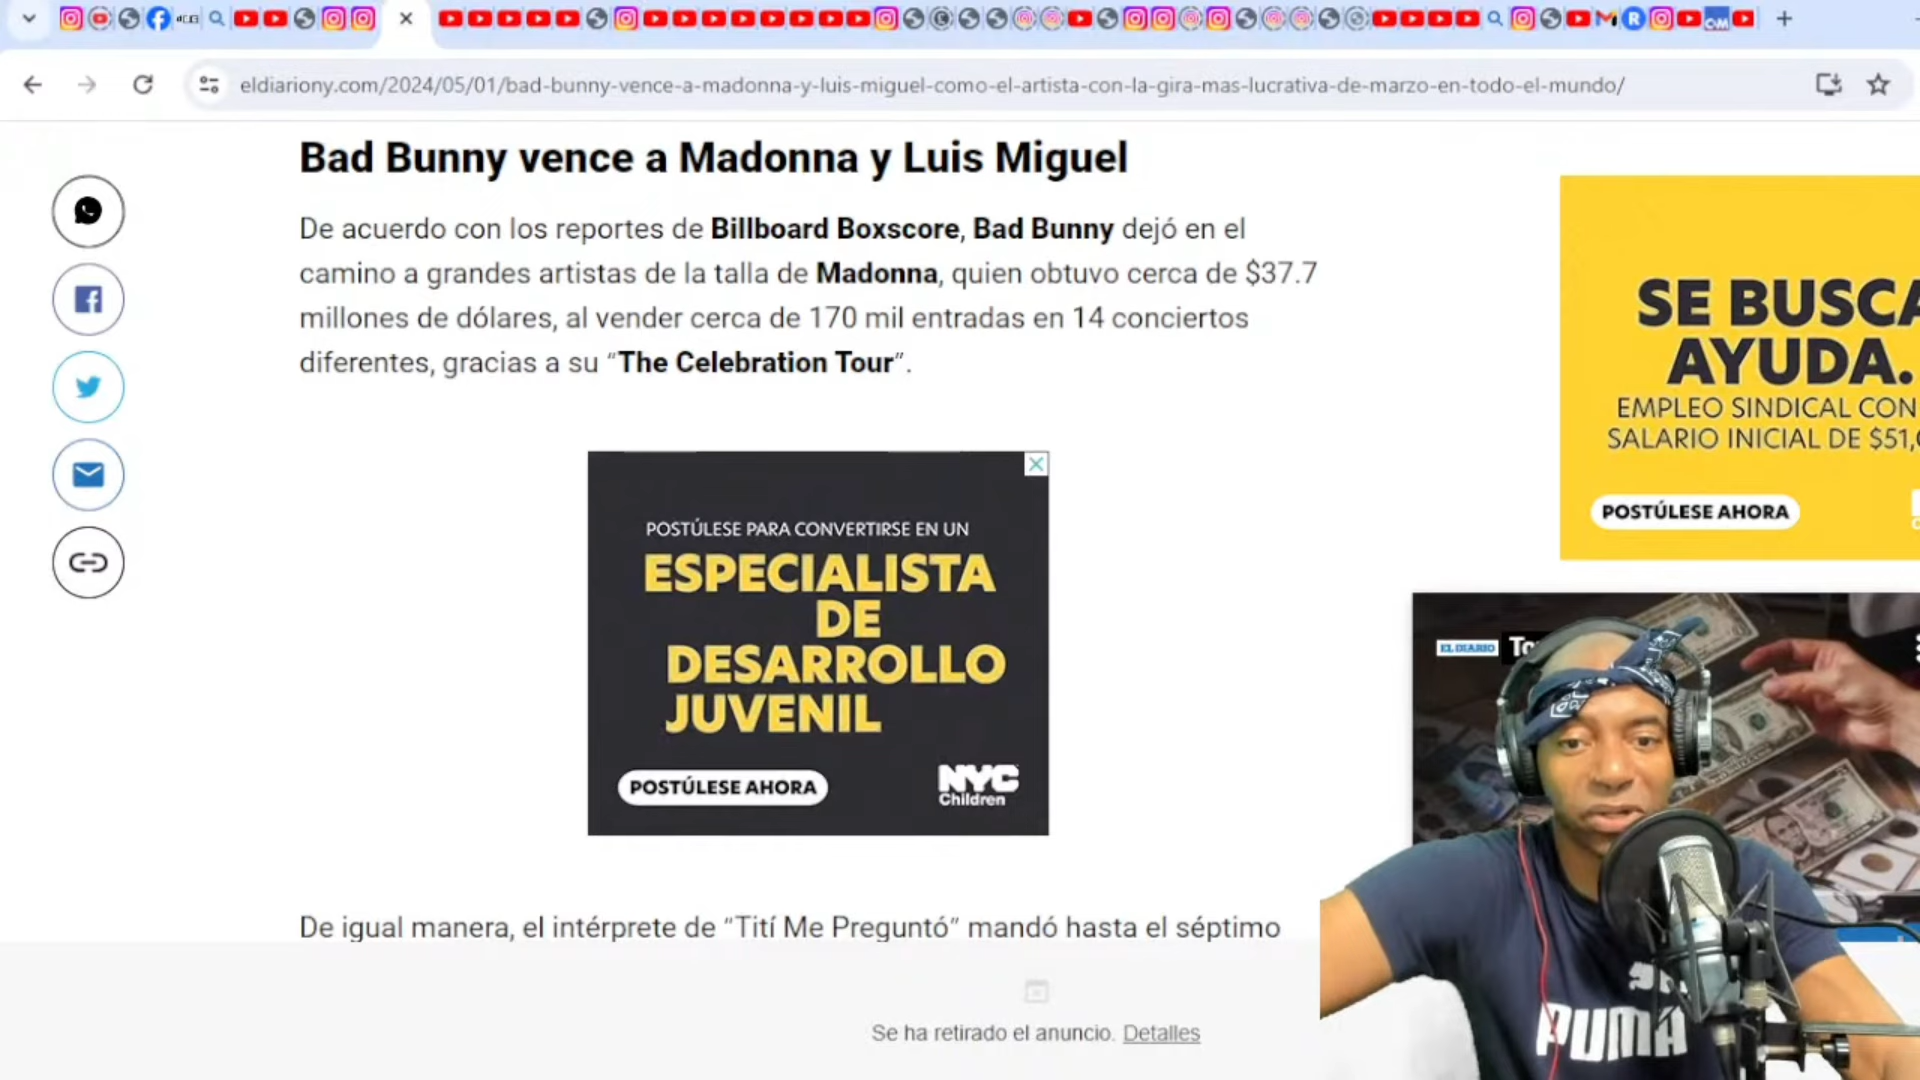 eldiariony.com/2024/05/01/bad-bunny-vence-a-madonna-y-luis-miguel-como-el-artista-con-la-gira-mas-lucrativa-de-marzo-en-todo-el-mundo/
Bad Bunny vence a Madonna y Luis Miguel
De acuerdo con los reportes de Billboard Boxscore, Bad Bunny dejó en el
camino a grandes artistas de la talla de Madonna, quien obtuvo cerca de $37.7
millones de dólares, al vender cerca de 170 mil entradas en 14 conciertos
diferentes, gracias a su “The Celebration Tour”.
POSTÚLESE PARA CONVERTIRSE EN UN
ESPECIALISTA
DE
DESARROLLO
JUVENIL
POSTÚLESE AHORA
NYC
Children
SE BUSCA
AYUDA.
EMPLEO SINDICAL CON
SALARIO INICIAL DE $51,
POSTÚLESE AHORA
EL DIARIO
De igual manera, el intérprete de “Tití Me Preguntó” mandó hasta el séptimo
Se ha retirado el anuncio. Detalles
PUMA